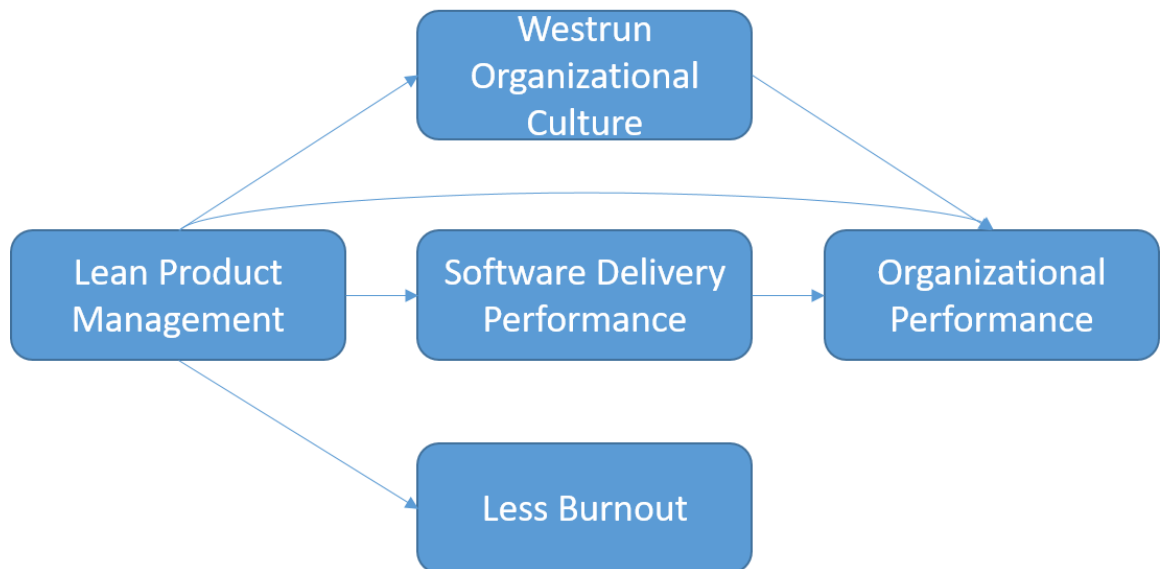 Westrun
Organizational
Culture
Lean Product
Management
Software Delivery
Performance
Organizational
Performance
Less Burnout